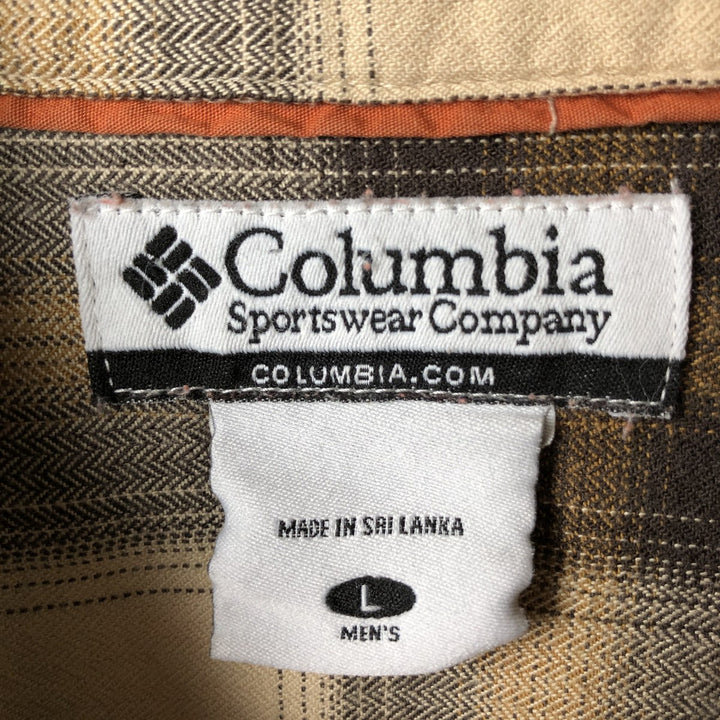 Columbia
Sportswear Company
COLUMBIA.COM
MADE IN SRI LANKA
L
MEN'S